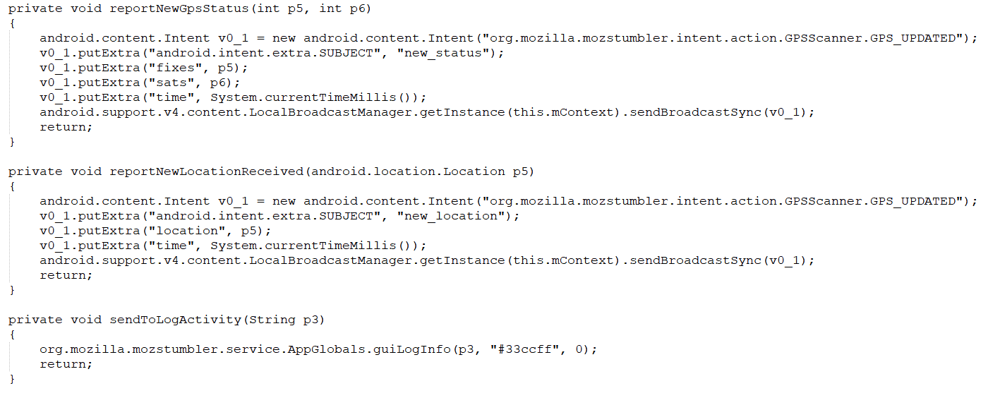 private void reportNewGpsStatus(int p5, int p6)
{
    android.content.Intent v0_1 = new android.content.Intent("org.mozilla.mozstumbler.intent.action.GPSScanner.GPS_UPDATED");
    v0_1.putExtra("android.intent.extra.SUBJECT", "new_status");
    v0_1.putExtra("fixes", p5);
    v0_1.putExtra("sats", p6);
    v0_1.putExtra("time", System.currentTimeMillis());
    android.support.v4.content.LocalBroadcastManager.getInstance(this.mContext).sendBroadcastSync(v0_1);
    return;
}

private void reportNewLocationReceived(android.location.Location p5)
{
    android.content.Intent v0_1 = new android.content.Intent("org.mozilla.mozstumbler.intent.action.GPSScanner.GPS_UPDATED");
    v0_1.putExtra("android.intent.extra.SUBJECT", "new_location");
    v0_1.putExtra("location", p5);
    v0_1.putExtra("time", System.currentTimeMillis());
    android.support.v4.content.LocalBroadcastManager.getInstance(this.mContext).sendBroadcastSync(v0_1);
    return;
}

private void sendToLogActivity(String p3)
{
    org.mozilla.mozstumbler.service.AppGlobals.guiLogInfo(p3, "#33ccff", 0);
    return;
}